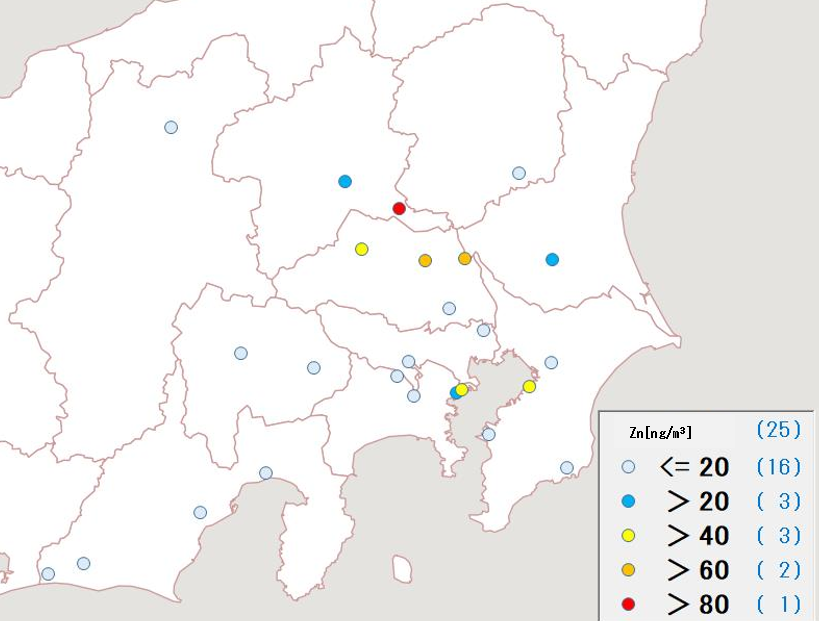 Zn[ng/m³] (25)
<= 20 (16)
> 20 ( 3)
> 40 ( 3)
> 60 ( 2)
> 80 ( 1)